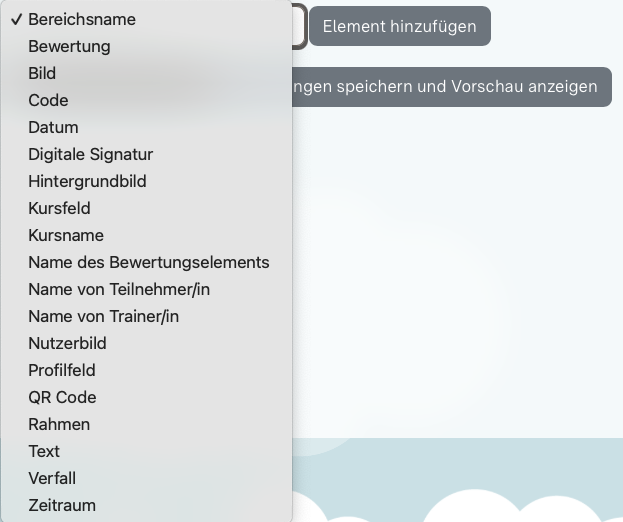 ✓ Bereichsname
Element hinzufügen
Bewertung
Bild
ngen speichern und Vorschau anzeigen
Code
Datum
Digitale Signatur
Hintergrundbild
Kursfeld
Kursname
Name des Bewertungselements
Name von Teilnehmer/in
Name von Trainer/in
Nutzerbild
Profilfeld
QR Code
Rahmen
Text
Verfall
Zeitraum